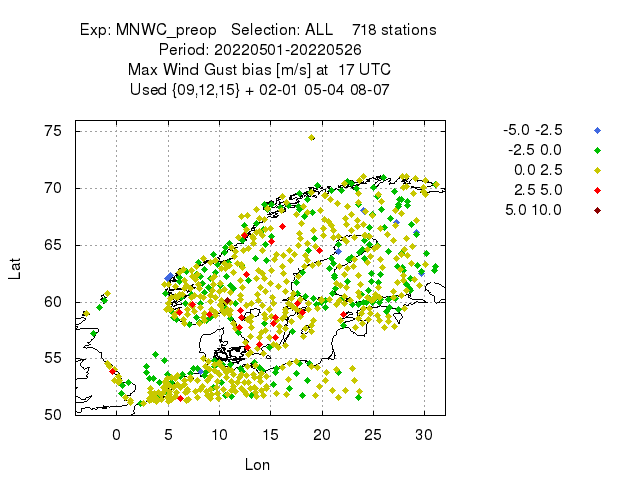 Exp: MNWC_preop   Selection: ALL    718 stations
Period: 20220501-20220526
Max Wind Gust bias [m/s] at  17 UTC
Used {09,12,15} + 02-01 05-04 08-07
-5.0 -2.5
-2.5 0.0
0.0 2.5
2.5 5.0
5.0 10.0
75
70
65
60
55
50
Lat
0 5 10 15 20 25 30
Lon